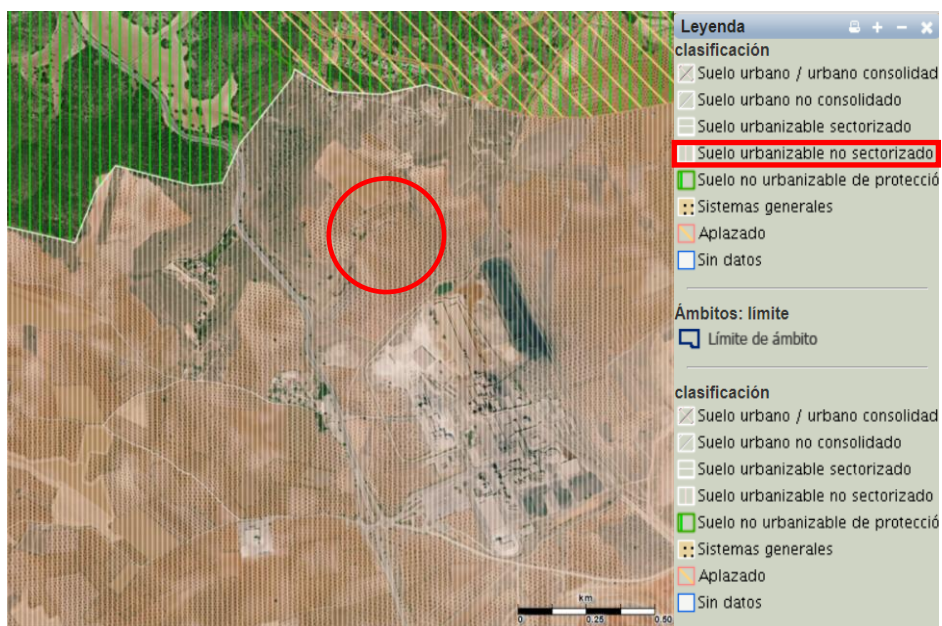 Leyenda
clasificación
Suelo urbano / urbano consolidad
Suelo urbano no consolidado
Suelo urbanizable sectorizado
Suelo urbanizable no sectorizado
Suelo no urbanizable de protecció
Sistemas generales
Aplazado
Sin datos
Ámbitos: límite
Límite de ámbito
clasificación
Suelo urbano / urbano consolidad
Suelo urbano no consolidado
Suelo urbanizable sectorizado
Suelo urbanizable no sectorizado
Suelo no urbanizable de protecció
Sistemas generales
Aplazado
Sin datos
km
0 0.25 0.50